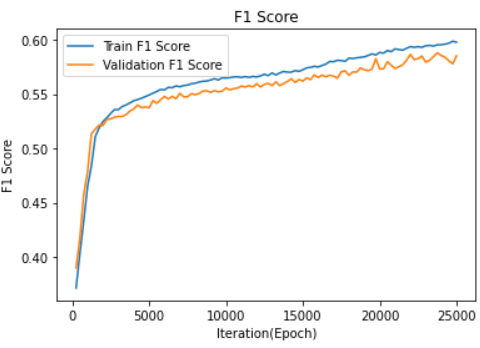 F1 Score
0.60
0.55
0.50
0.45
0.40
F1 Score
Train F1 Score
Validation F1 Score
0
5000
10000
15000
20000
25000
Iteration(Epoch)